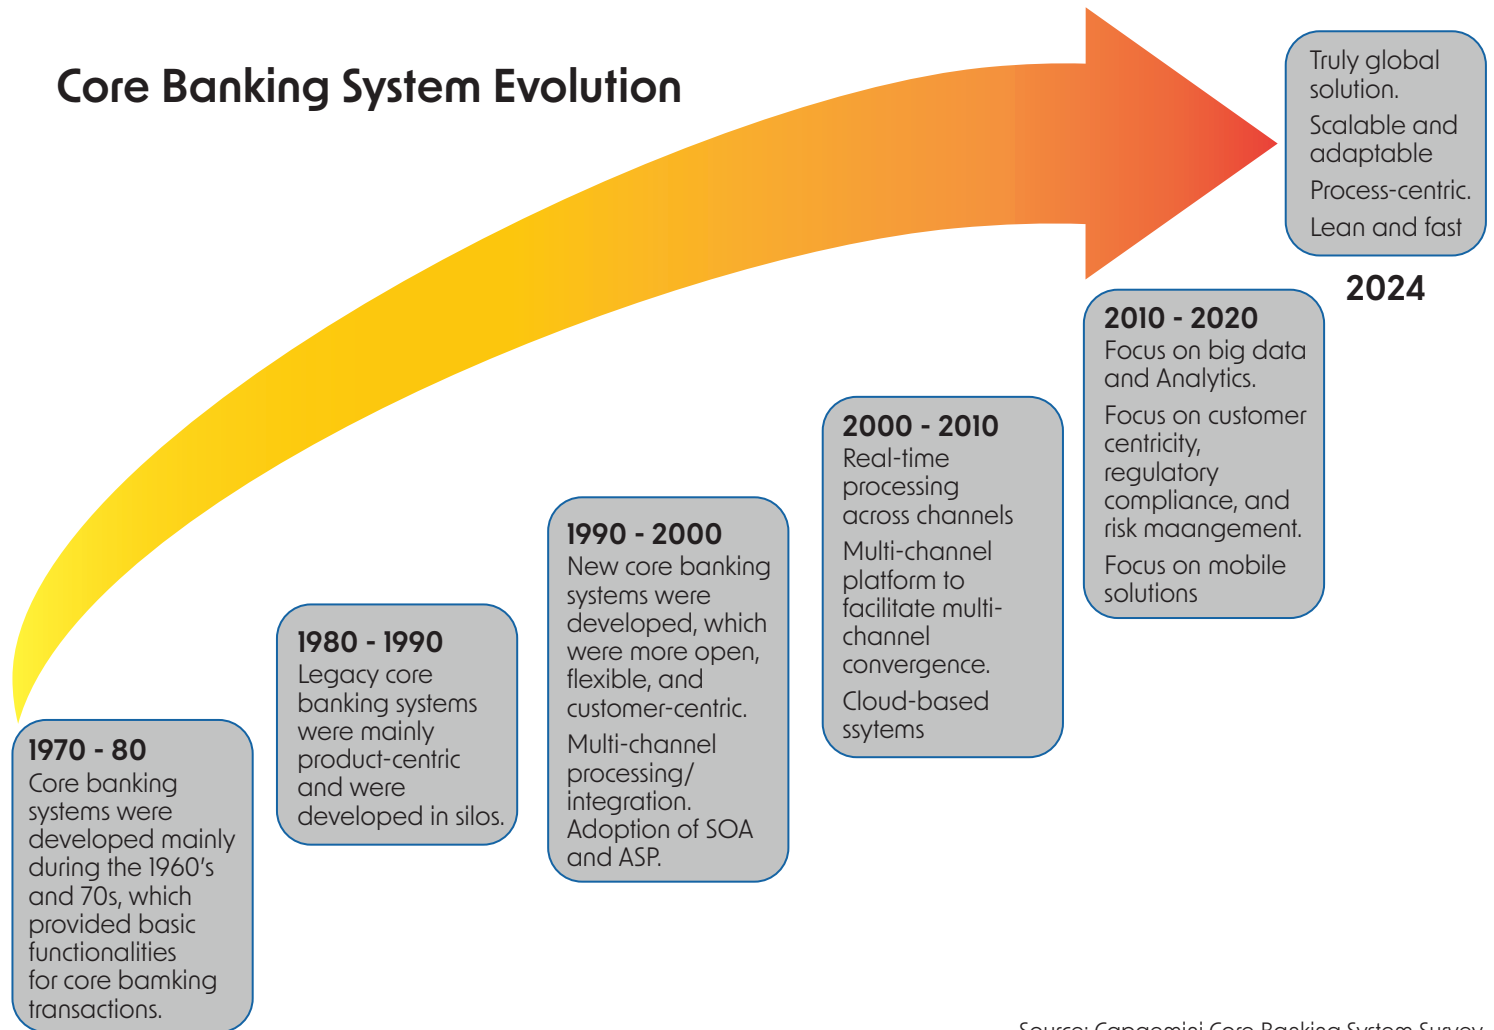 Core Banking System Evolution
1970 - 80
Core banking
systems were
developed mainly
during the 1960's
and 70s, which
provided basic
functionalities
for core bamking
transactions.
1980 - 1990
Legacy core
banking systems
were mainly
product-centric
and were
developed in silos.
1990 - 2000
New core banking
systems were
developed, which
were more open,
flexible, and
customer-centric.
Multi-channel
processing/
integration.
Adoption of SOA
and ASP.
2000 - 2010
Real-time
processing
across channels
Multi-channel
platform to
facilitate multi-
channel
convergence.
Cloud-based
ssytems
2010 - 2020
Focus on big data
and Analytics.
Focus on customer
centricity,
regulatory
compliance, and
risk maangement.
Focus on mobile
solutions
Truly global
solution.
Scalable and
adaptable
Process-centric.
Lean and fast
2024
Source: Capgemini Core Banking System Survey